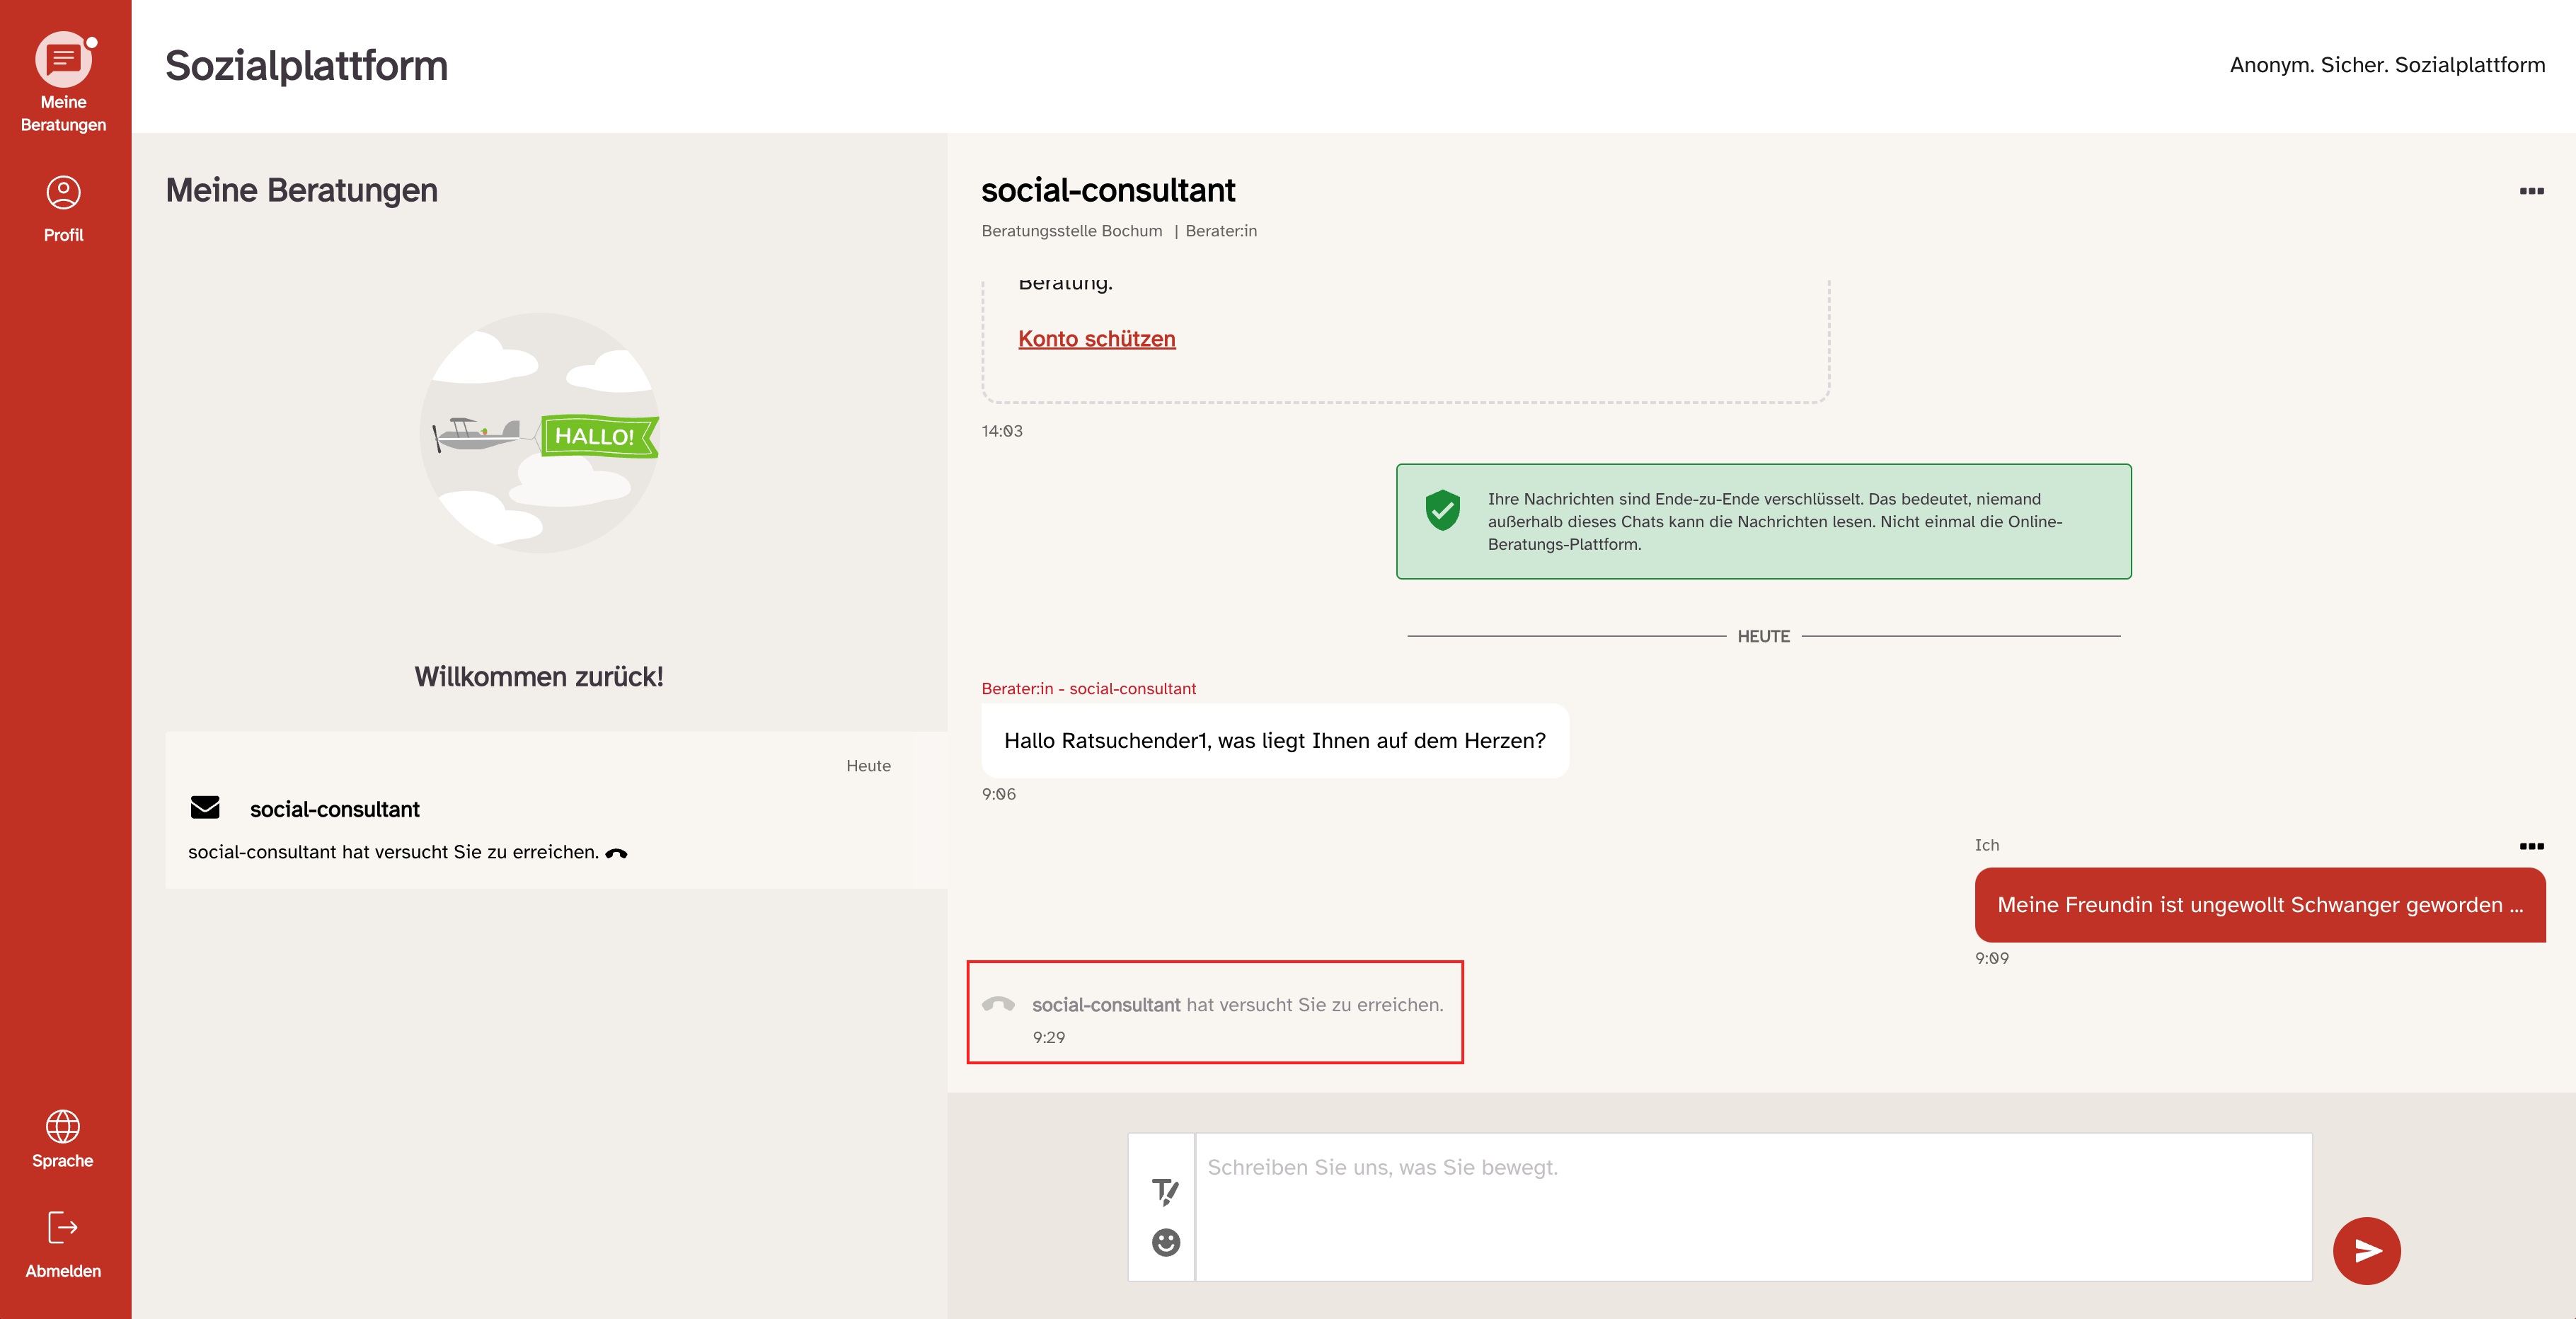 Meine
Beratungen
Profil
Sprache
Abmelden
Sozialplattform
Anonym. Sicher. Sozialplattform
Meine Beratungen
HALLO!
Willkommen zurück!
Heute
social-consultant
social-consultant hat versucht Sie zu erreichen.
social-consultant
Beratungsstelle Bochum | Berater:in
Beratung.
Konto schützen
14:03
Ihre Nachrichten sind Ende-zu-Ende verschlüsselt. Das bedeutet, niemand
außerhalb dieses Chats kann die Nachrichten lesen. Nicht einmal die Online-
Beratungs-Plattform.
HEUTE
Berater:in - social-consultant
Hallo Ratsuchender1, was liegt Ihnen auf dem Herzen?
9:06
Ich
Meine Freundin ist ungewollt Schwanger geworden ...
9:09
social-consultant hat versucht Sie zu erreichen.
9:29
Schreiben Sie uns, was Sie bewegt.